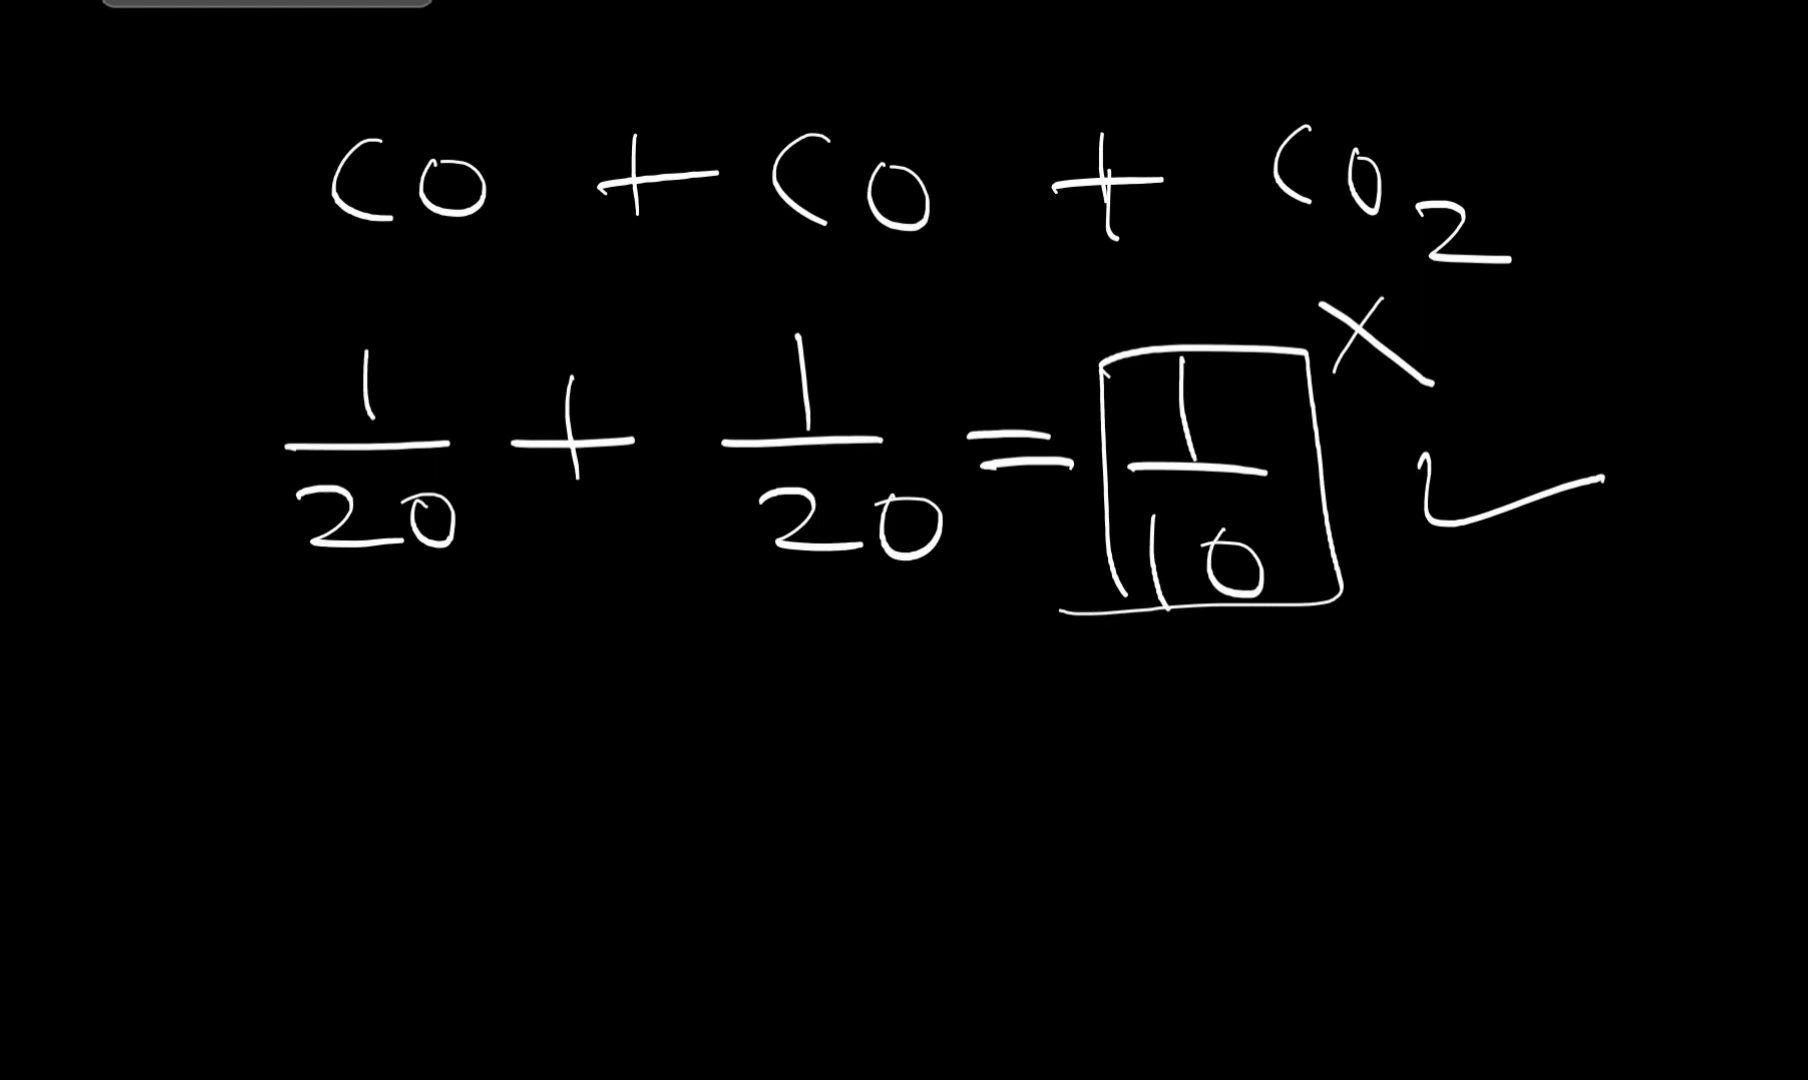 CO + CO + CO₂
1/20 + 1/20 = 1/10 × ✓